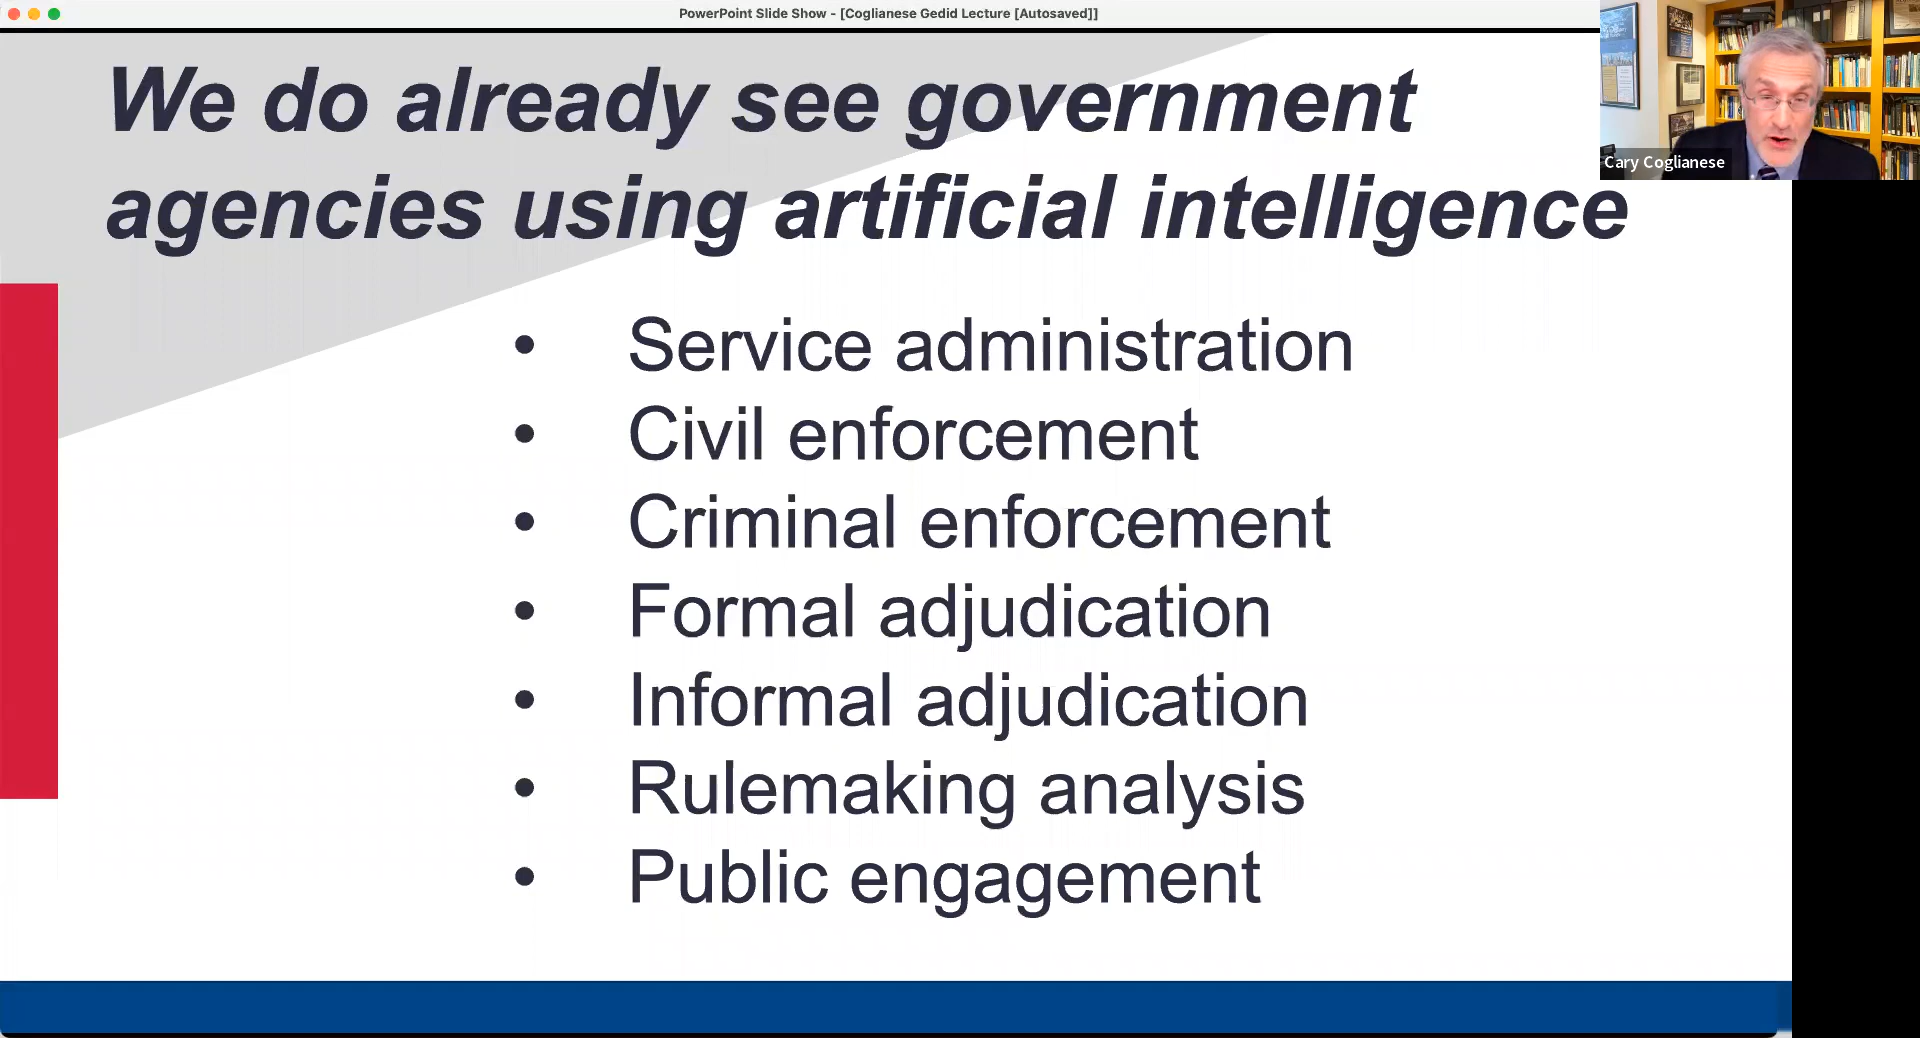 PowerPoint Slide Show - [Coglianese Gedid Lecture [Autosaved]]
We do already see government
agencies using artificial intelligence
Cary Coglianese
• Service administration
• Civil enforcement
• Criminal enforcement
• Formal adjudication
• Informal adjudication
• Rulemaking analysis
• Public engagement